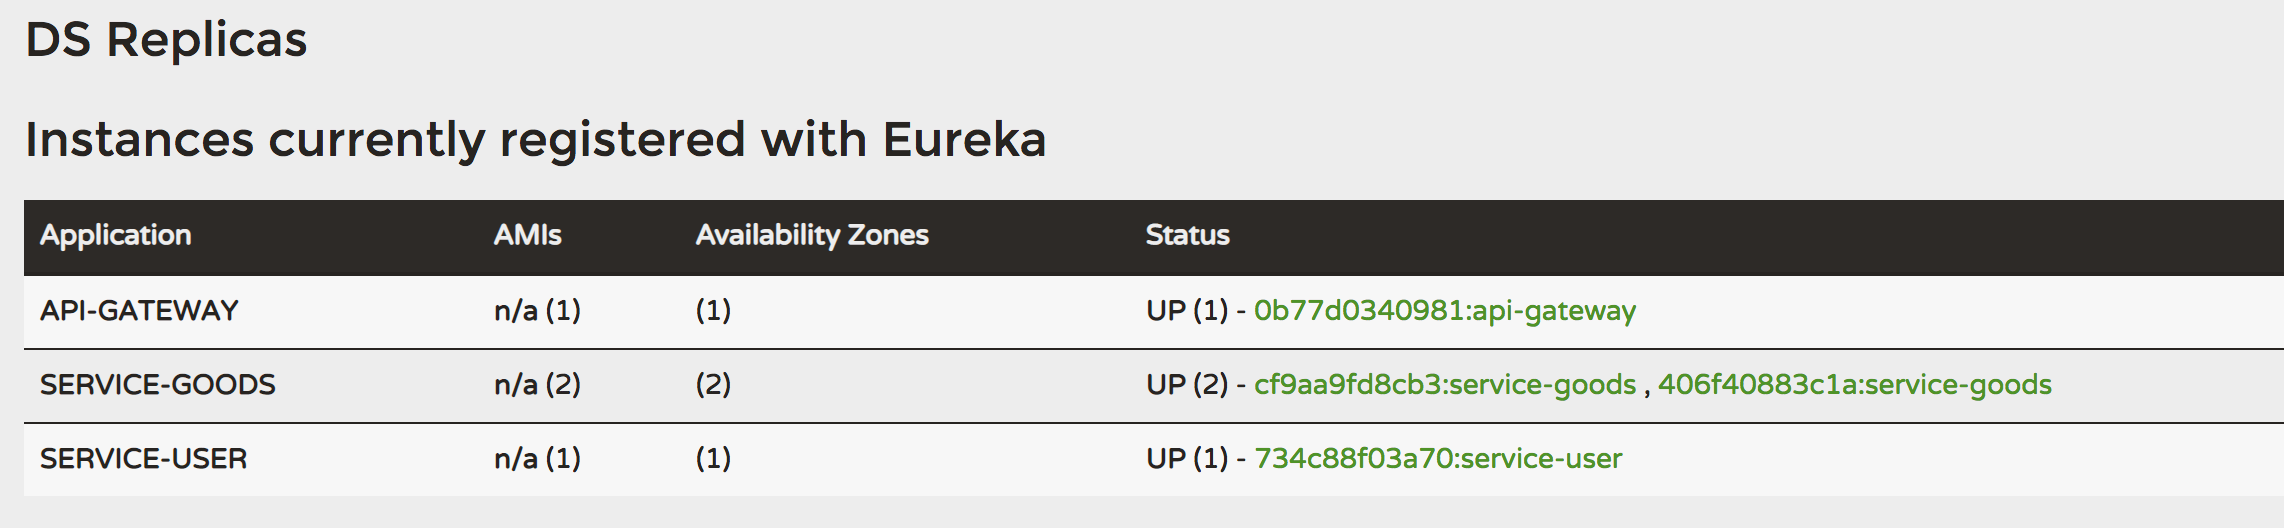 DS Replicas
Instances currently registered with Eureka
Application AMIs Availability Zones Status
API-GATEWAY n/a (1) (1) UP (1) - 0b77d0340981:api-gateway
SERVICE-GOODS n/a (2) (2) UP (2) - cf9aa9fd8cb3:service-goods , 406f40883c1a:service-goods
SERVICE-USER n/a (1) (1) UP (1) - 734c88f03a70:service-user